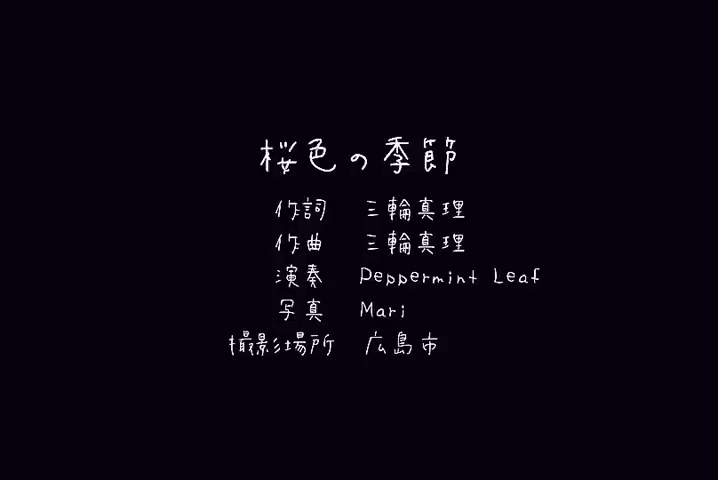 桜色の季節
作詞 三輪真理
作曲 三輪真理
演奏 Peppermint Leaf
写真 Mari
撮影場所 広島市